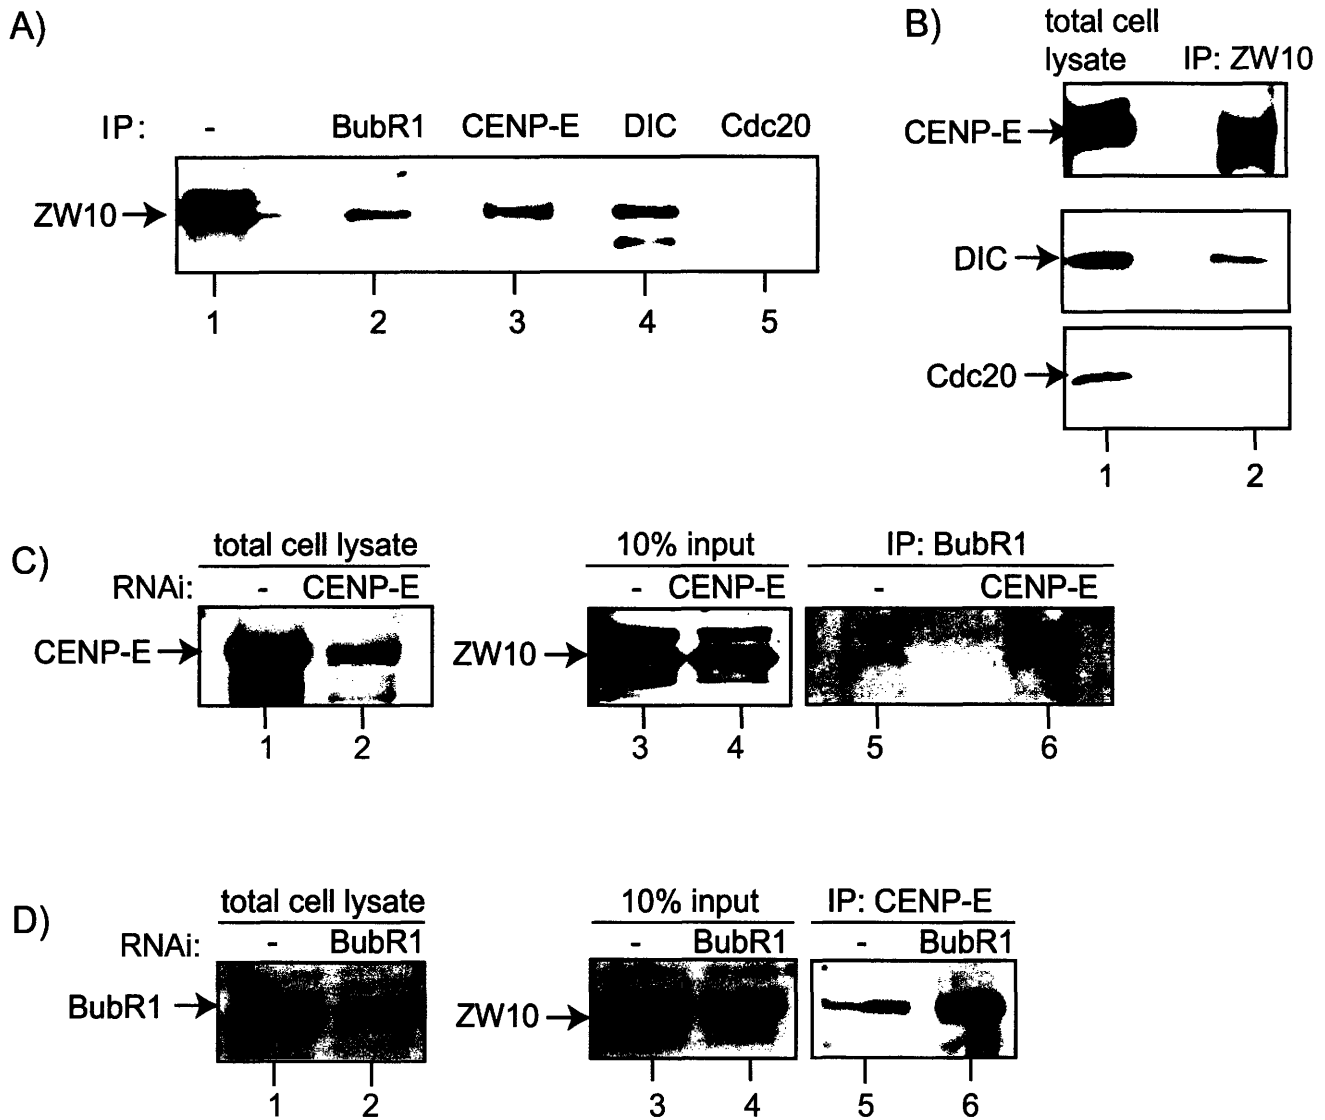 A)
IP: - BubR1 CENP-E DIC Cdc20
ZW10
1 2 3 4 5
B)
total cell
lysate IP: ZW10
CENP-E
DIC
Cdc20
1 2
C)
total cell lysate 10% input IP: BubR1
RNAi: - CENP-E - CENP-E - CENP-E
CENP-E ZW10
1 2 3 4 5 6
D)
total cell lysate 10% input IP: CENP-E
RNAi: - BubR1 - BubR1 - BubR1
BubR1 ZW10
1 2 3 4 5 6